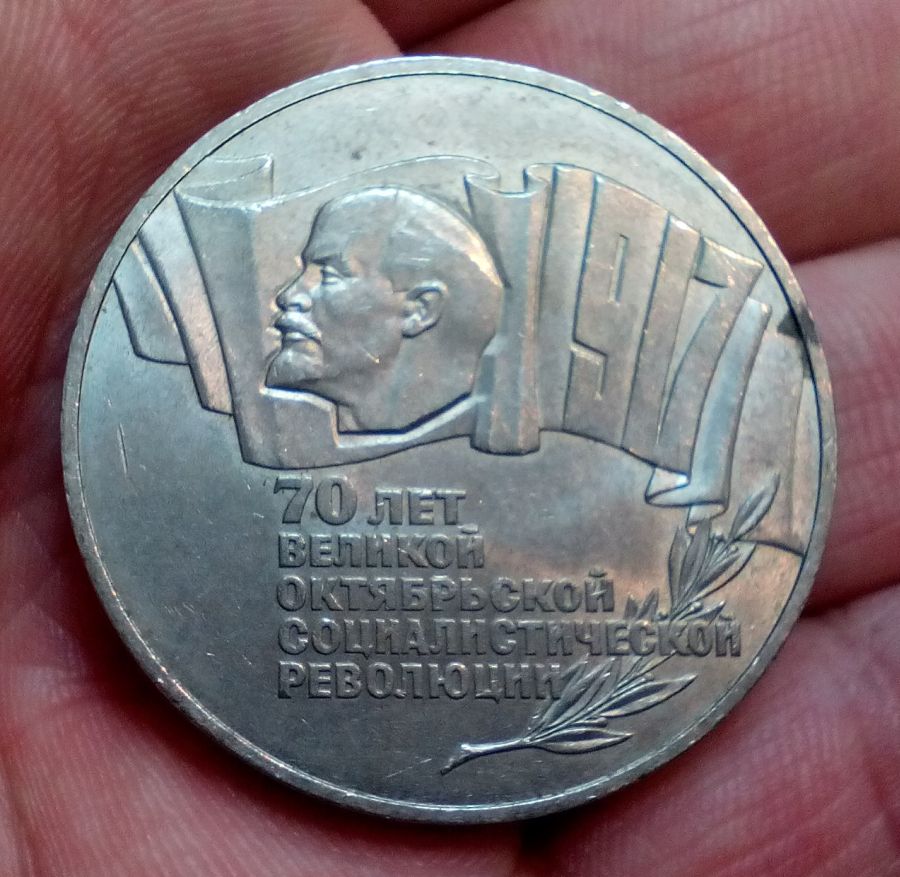 1917
70 ЛЕТ
ВЕЛИКОЙ
ОКТЯБРЬСКОЙ
СОЦИАЛИСТИЧЕСКОЙ
РЕВОЛЮЦИИ